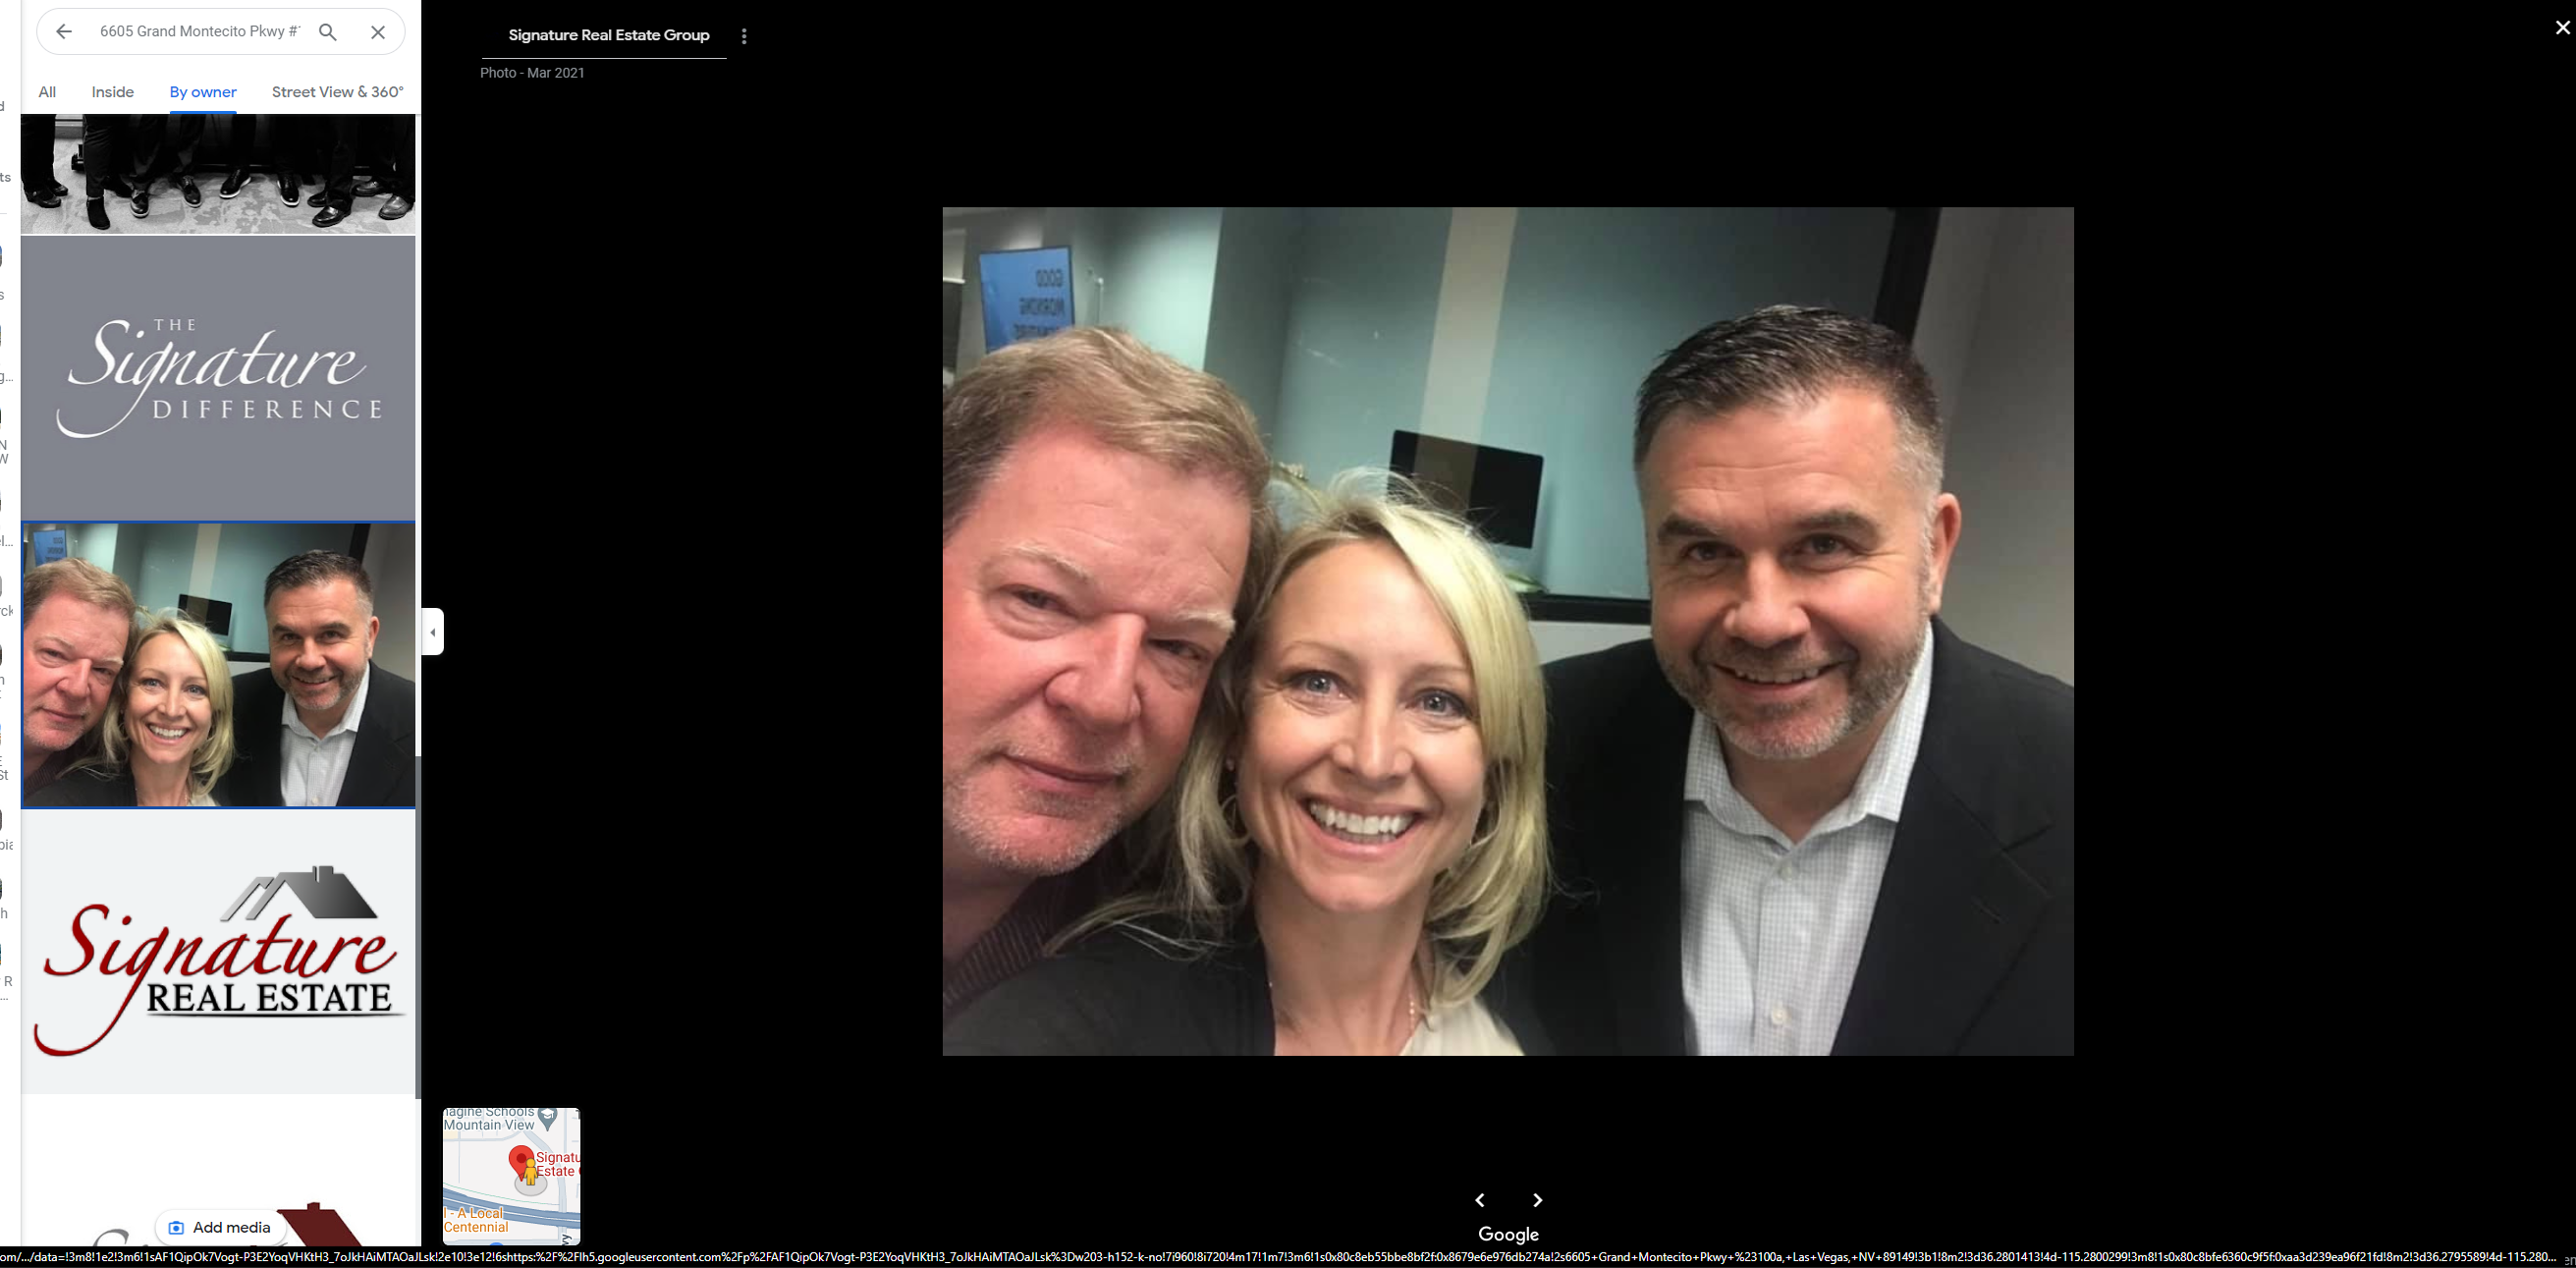 6605 Grand Montecito Pkwy #
All
Inside
By owner
Street View & 360°
THE
Signature
DIFFERENCE
Signature
REAL ESTATE
Add media
Signature Real Estate Group
Photo - Mar 2021
GOOD
WORKING
agine Schools
Mountain View
Signatu
Estate
l - A Local
Centennial
Google
om/.../data=!3m8!1e2!3m6!1sAF1QipOk7Vogt-P3E2YoqVHKtH3_7oJkHAiMTAOaJLsk!2e10!3e12!6shttps:%2F%2Flh5.googleusercontent.com%2Fp%2FAF1QipOk7Vogt-P3E2YoqVHKtH3_7oJkHAiMTAOaJLsk%3Dw203-h152-k-no!7i960!8i720!4m17!1m7!3m6!1s0x80c8eb55bbe8bf2f:0x8679e6e976db274a!2s6605+Grand+Montecito+Pkwy+%23100a,+Las+Vegas,+NV+89149!3b1!8m2!3d36.2801413!4d-115.2800299!3m8!1s0x80c8bfe6360c9f5f:0xaa3d239ea96f21fd!8m2!3d36.2795589!4d-115.280...